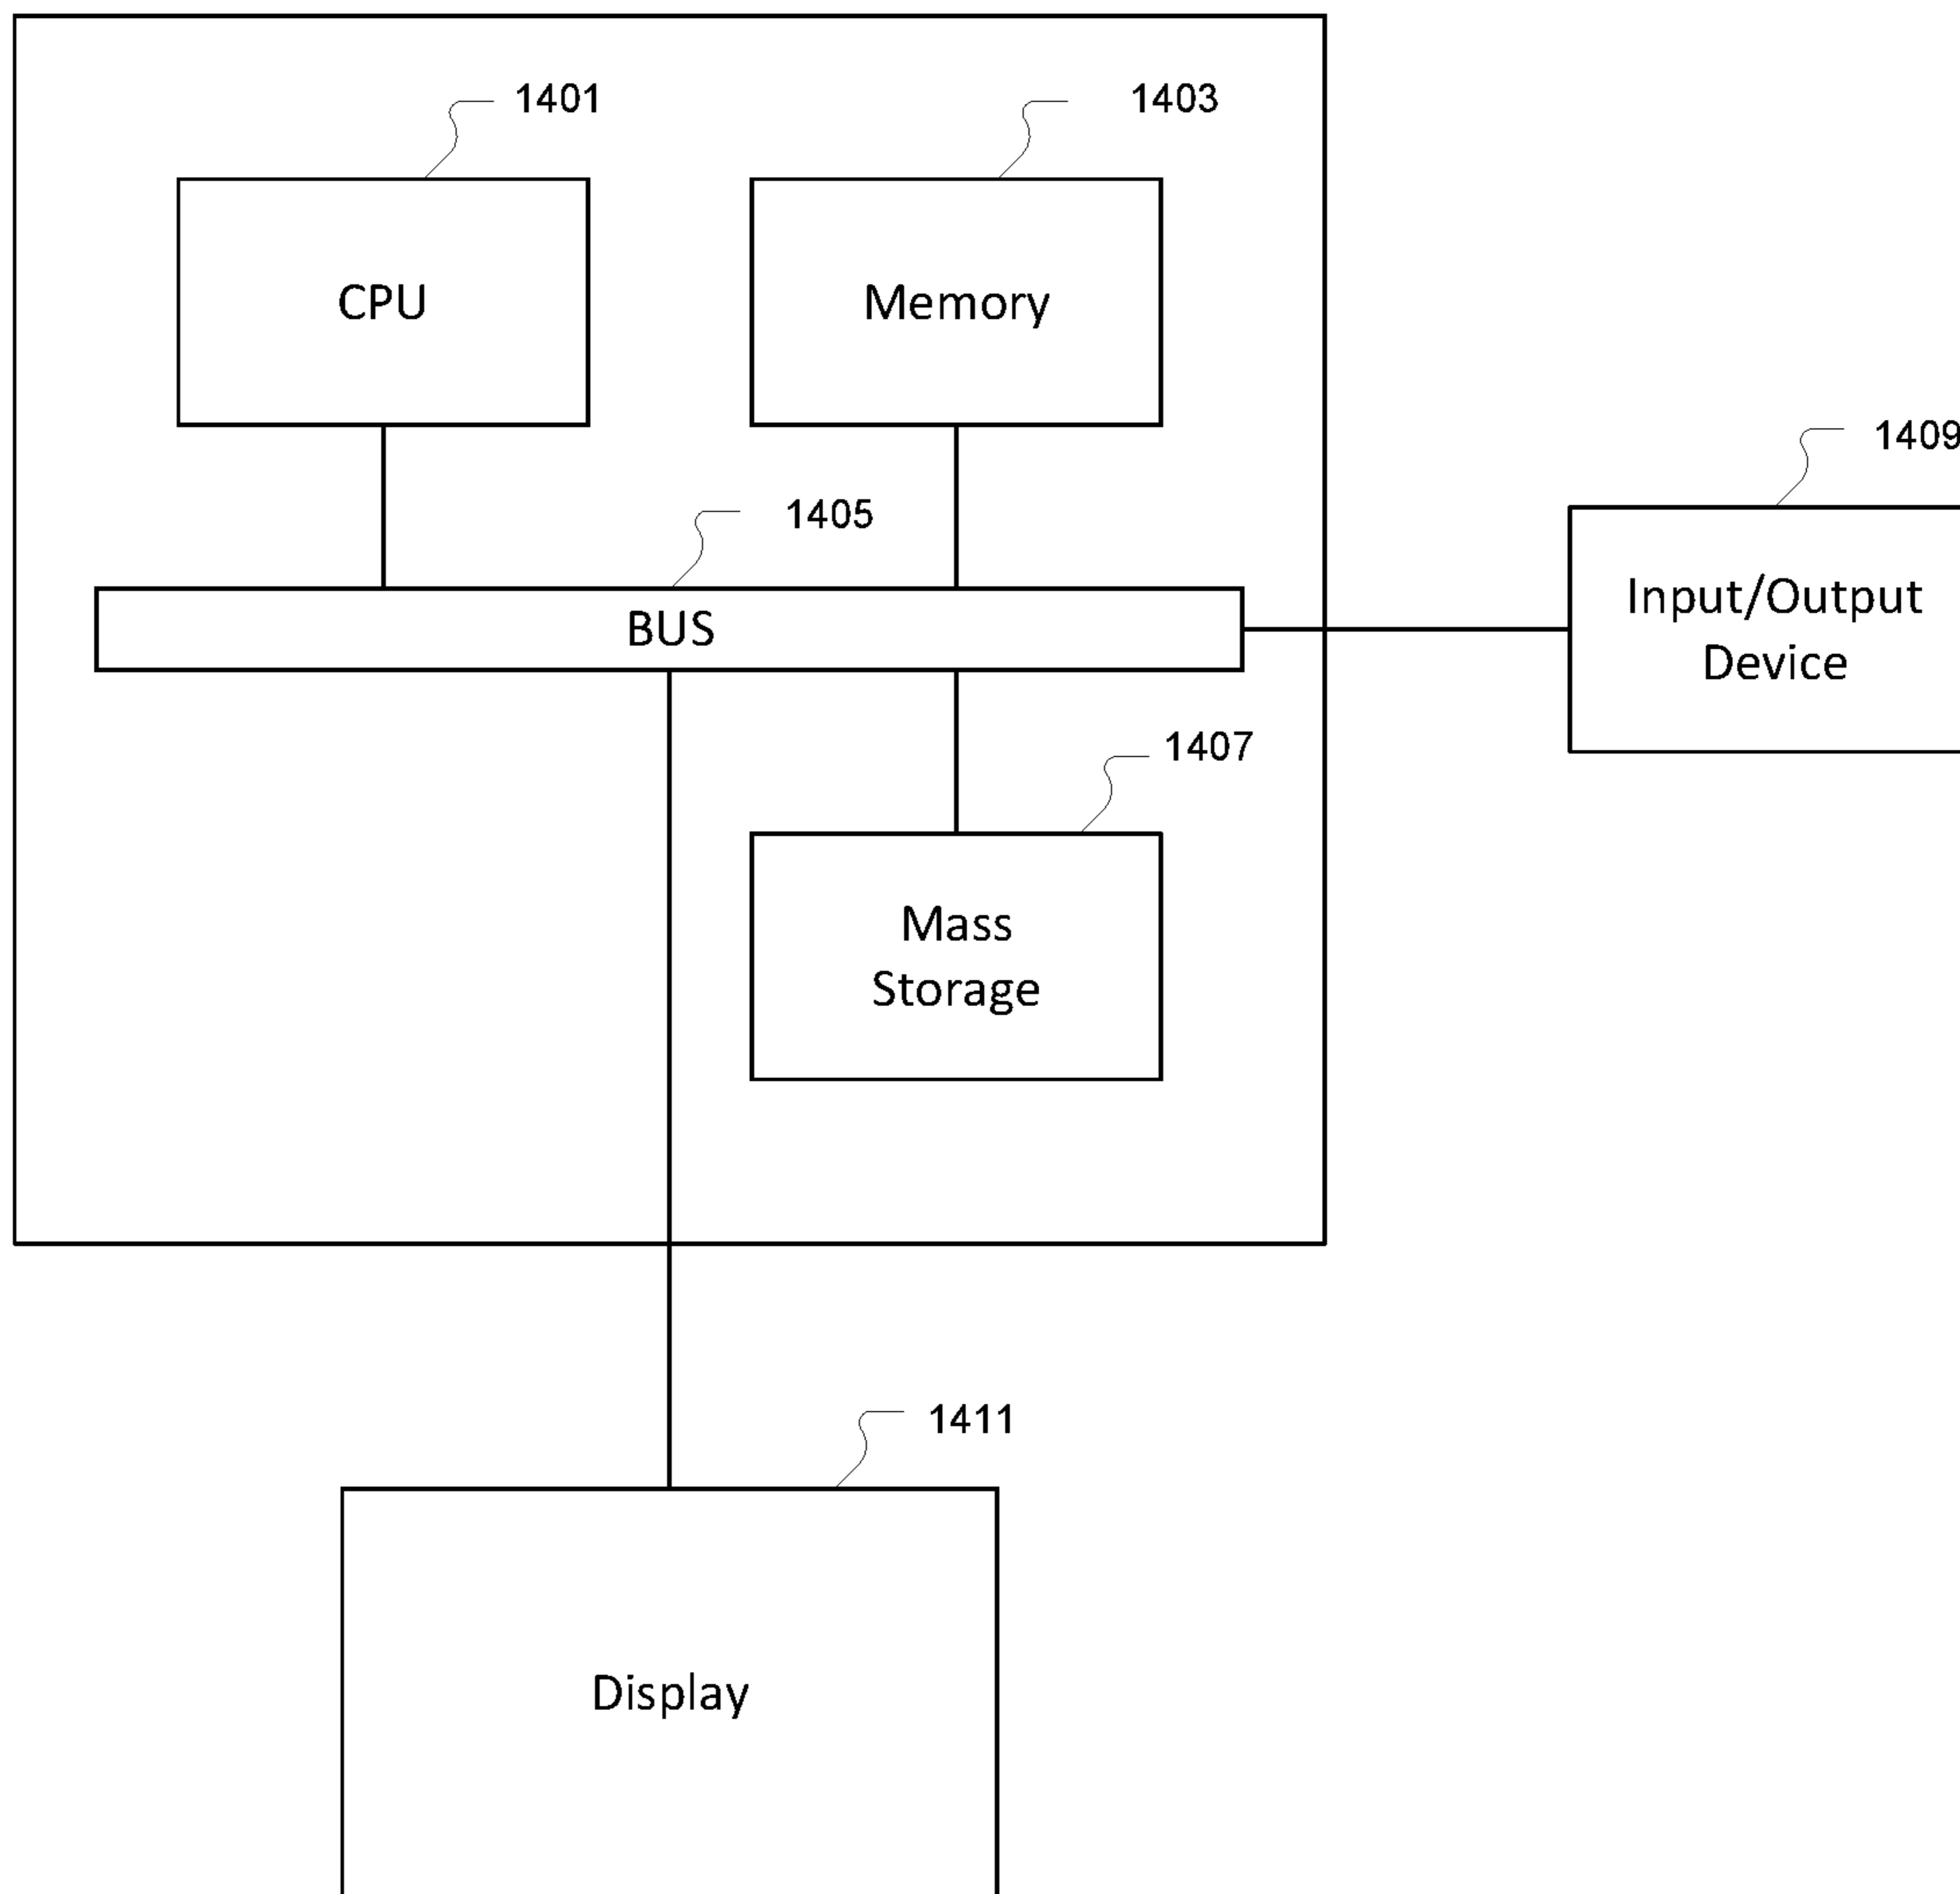 1401
1403
CPU
Memory
1409
1405
Input/Output
Device
BUS
1407
Mass
Storage
1411
Display